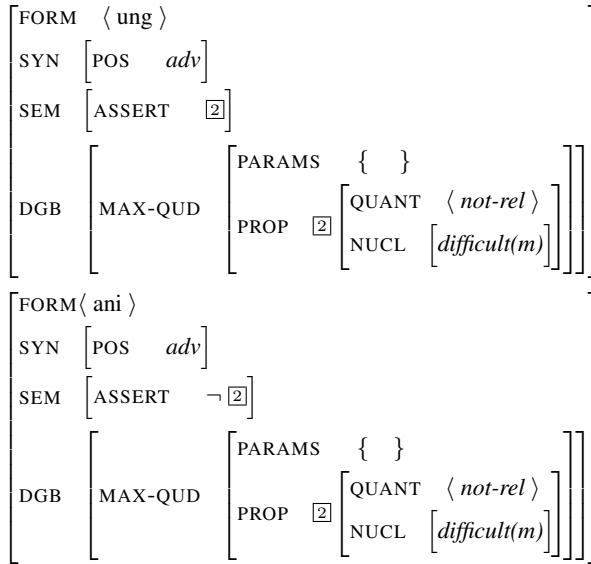 FORM ⟨ ung ⟩
SYN [POS adv]
SEM [ASSERT 2]
PARAMS { }
QUANT ⟨ not-rel ⟩
DGB MAX-QUD PROP 2
NUCL [difficult(m)]
FORM⟨ ani ⟩
SYN [POS adv]
SEM [ASSERT ¬ 2]
PARAMS { }
QUANT ⟨ not-rel ⟩
DGB MAX-QUD PROP 2
NUCL [difficult(m)]